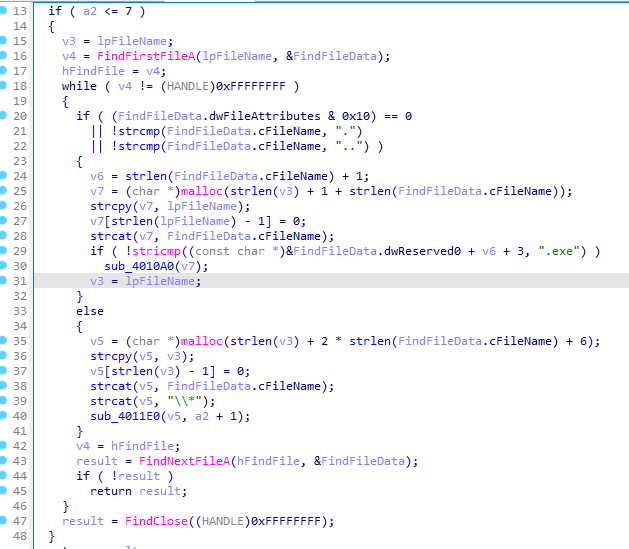 13 if ( a2 <= 7 )
14 {
15 v3 = lpFileName;
16 v4 = FindFirstFileA(lpFileName, &FindFileData);
17 hFindFile = v4;
18 while ( v4 != (HANDLE)0xFFFFFFFF )
19 {
20 if ( (FindFileData.dwFileAttributes & 0x10) == 0
21 || !strcmp(FindFileData.cFileName, ".")
22 || !strcmp(FindFileData.cFileName, "..") )
23 {
24 v6 = strlen(FindFileData.cFileName) + 1;
25 v7 = (char *)malloc(strlen(v3) + 1 + strlen(FindFileData.cFileName));
26 strcpy(v7, lpFileName);
27 v7[strlen(lpFileName) - 1] = 0;
28 strcat(v7, FindFileData.cFileName);
29 if ( !stricmp((const char *)&FindFileData.dwReserved0 + v6 + 3, ".exe") )
30 sub_4010A0(v7);
31 v3 = lpFileName;
32 }
33 else
34 {
35 v5 = (char *)malloc(strlen(v3) + 2 * strlen(FindFileData.cFileName) + 6);
36 strcpy(v5, v3);
37 v5[strlen(v3) - 1] = 0;
38 strcat(v5, FindFileData.cFileName);
39 strcat(v5, "\\*");
40 sub_4011E0(v5, a2 + 1);
41 }
42 v4 = hFindFile;
43 result = FindNextFileA(hFindFile, &FindFileData);
44 if ( !result )
45 return result;
46 }
47 result = FindClose((HANDLE)0xFFFFFFFF);
48 }